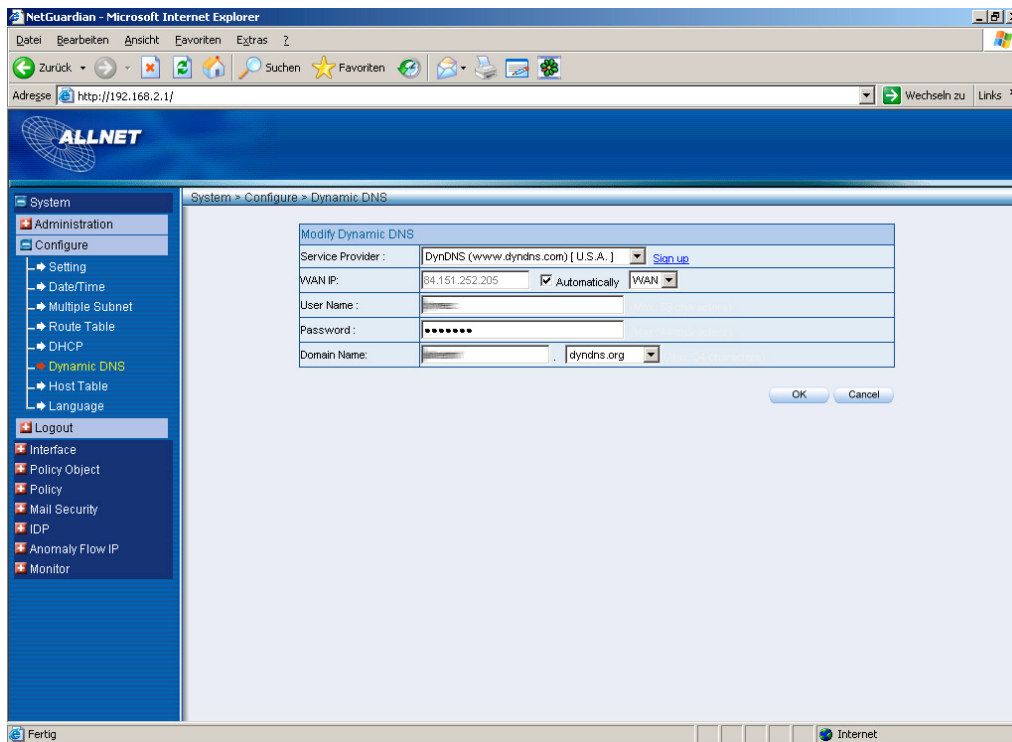 NetGuardian - Microsoft Internet Explorer
Datei Bearbeiten Ansicht Favoriten Extras ?
Zurück Suchen Favoriten
Adresse http://192.168.2.1/ Wechseln zu Links
ALLNET
System
Administration
Configure
Setting
Date/Time
Multiple Subnet
Route Table
DHCP
Dynamic DNS
Host Table
Language
Logout
Interface
Policy Object
Policy
Mail Security
IDP
Anomaly Flow IP
Monitor
System > Configure > Dynamic DNS
Modify Dynamic DNS
Service Provider : DynDNS (www.dyndns.com) [ U.S.A. ] Sign up
WAN IP: 84.151.252.205 Automatically WAN
User Name :
Password : •••••••
Domain Name: . dyndns.org
OK Cancel
Fertig Internet